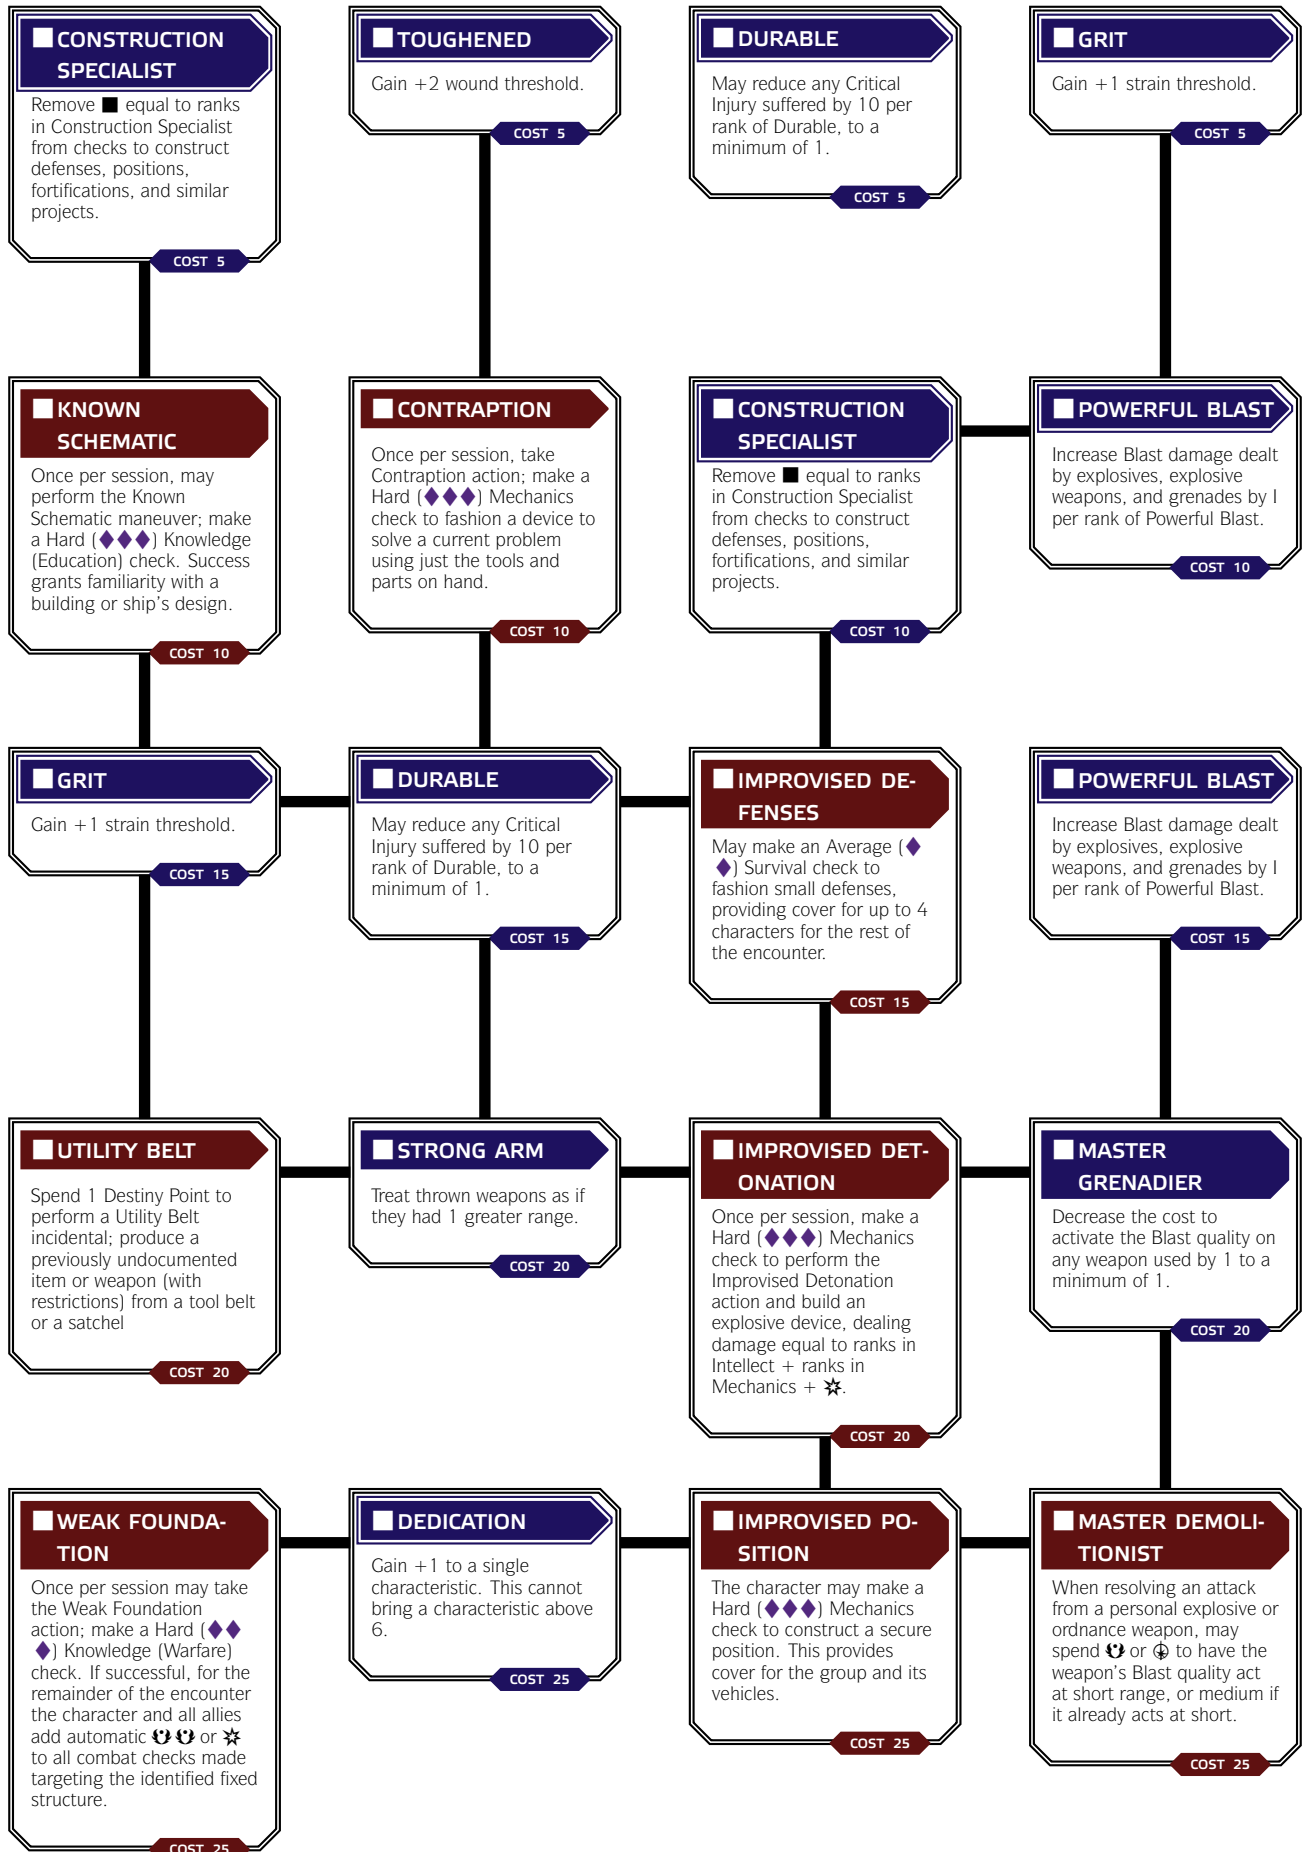 CONSTRUCTION
SPECIALIST
Remove ■ equal to ranks
in Construction Specialist
from checks to construct
defenses, positions,
fortifications, and similar
projects.
COST 5
TOUGHENED
Gain +2 wound threshold.
COST 5
DURABLE
May reduce any Critical
Injury suffered by 10 per
rank of Durable, to a
minimum of 1.
COST 5
GRIT
Gain +1 strain threshold.
COST 5
KNOWN
SCHEMATIC
Once per session, may
perform the Known
Schematic maneuver; make
a Hard (♦♦♦) Knowledge
(Education) check. Success
grants familiarity with a
building or ship's design.
COST 10
CONTRAPTION
Once per session, take
Contraption action; make a
Hard (♦♦♦) Mechanics
check to fashion a device to
solve a current problem
using just the tools and
parts on hand.
COST 10
CONSTRUCTION
SPECIALIST
Remove ■ equal to ranks
in Construction Specialist
from checks to construct
defenses, positions,
fortifications, and similar
projects.
COST 10
POWERFUL BLAST
Increase Blast damage dealt
by explosives, explosive
weapons, and grenades by I
per rank of Powerful Blast.
COST 10
GRIT
Gain +1 strain threshold.
COST 15
DURABLE
May reduce any Critical
Injury suffered by 10 per
rank of Durable, to a
minimum of 1.
COST 15
IMPROVISED DE-
FENSES
May make an Average (♦
♦) Survival check to
fashion small defenses,
providing cover for up to 4
characters for the rest of
the encounter.
COST 15
POWERFUL BLAST
Increase Blast damage dealt
by explosives, explosive
weapons, and grenades by I
per rank of Powerful Blast.
COST 15
UTILITY BELT
Spend 1 Destiny Point to
perform a Utility Belt
incidental; produce a
previously undocumented
item or weapon (with
restrictions) from a tool belt
or a satchel
COST 20
STRONG ARM
Treat thrown weapons as if
they had 1 greater range.
COST 20
IMPROVISED DET-
ONATION
Once per session, make a
Hard (♦♦♦) Mechanics
check to perform the
Improvised Detonation
action and build an
explosive device, dealing
damage equal to ranks in
Intellect + ranks in
Mechanics + .
COST 20
MASTER
GRENADIER
Decrease the cost to
activate the Blast quality on
any weapon used by 1 to a
minimum of 1.
COST 20
WEAK FOUNDA-
TION
Once per session may take
the Weak Foundation
action; make a Hard (♦♦
♦) Knowledge (Warfare)
check. If successful, for the
remainder of the encounter
the character and all allies
add automatic or
to all combat checks made
targeting the identified fixed
structure.
COST 25
DEDICATION
Gain +1 to a single
characteristic. This cannot
bring a characteristic above
6.
COST 25
IMPROVISED PO-
SITION
The character may make a
Hard (♦♦♦) Mechanics
check to construct a secure
position. This provides
cover for the group and its
vehicles.
COST 25
MASTER DEMOLI-
TIONIST
When resolving an attack
from a personal explosive or
ordnance weapon, may
spend or to have the
weapon's Blast quality act
at short range, or medium if
it already acts at short.
COST 25